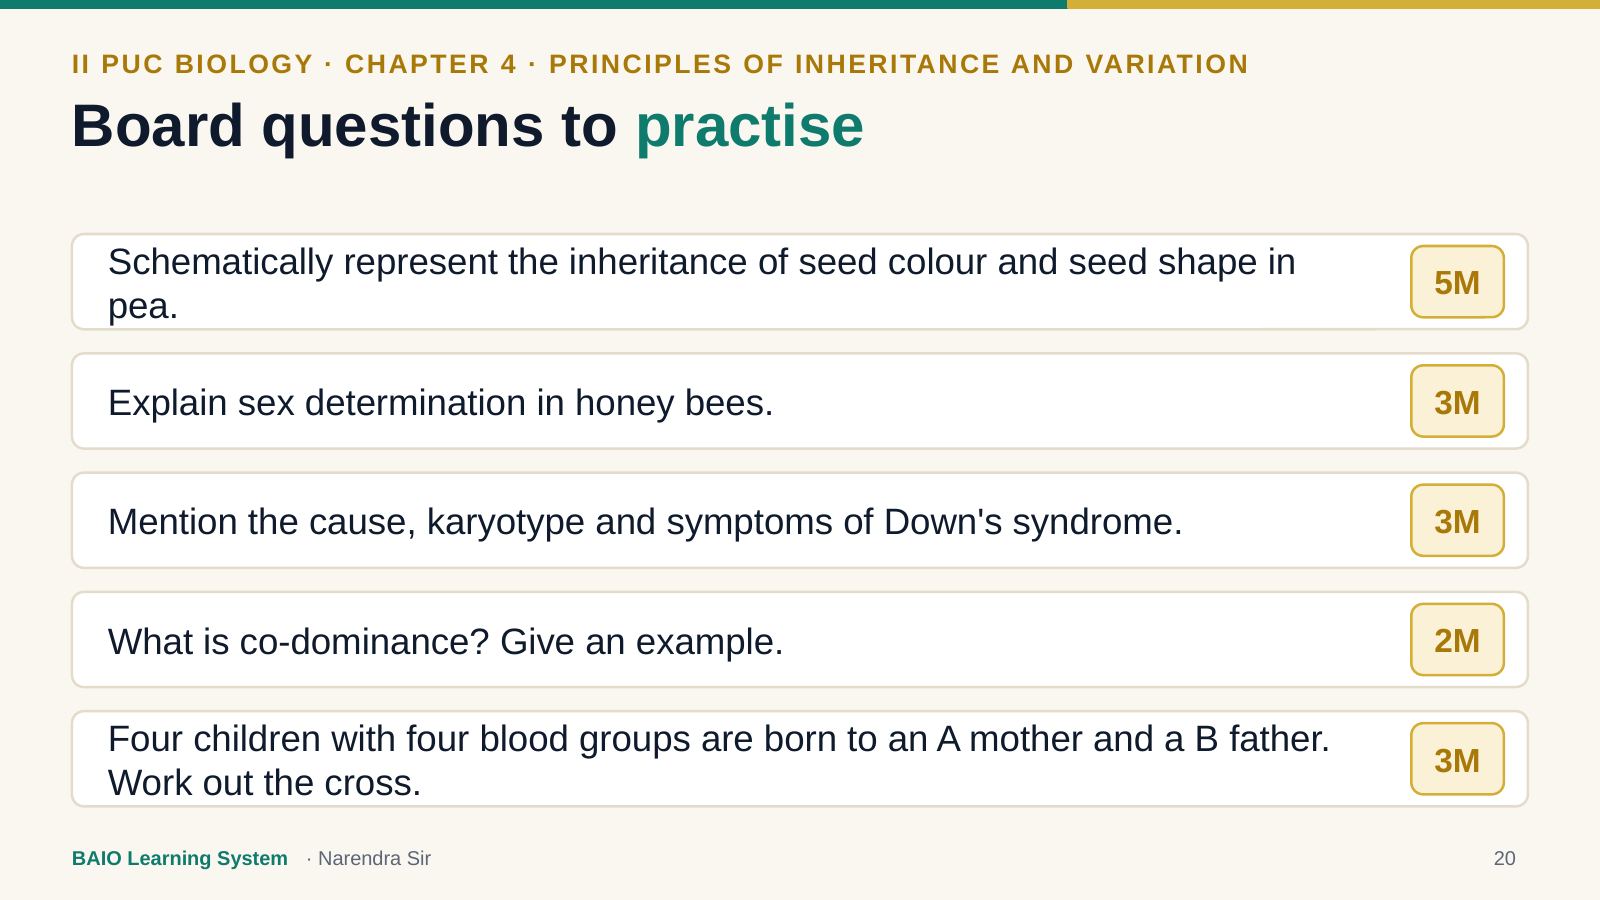 II PUC BIOLOGY · CHAPTER 4 · PRINCIPLES OF INHERITANCE AND VARIATION
Board questions to practise
Schematically represent the inheritance of seed colour and seed shape in
pea.
5M
Explain sex determination in honey bees.
3M
Mention the cause, karyotype and symptoms of Down's syndrome.
3M
What is co-dominance? Give an example.
2M
Four children with four blood groups are born to an A mother and a B father.
Work out the cross.
3M
BAIO Learning System · Narendra Sir
20